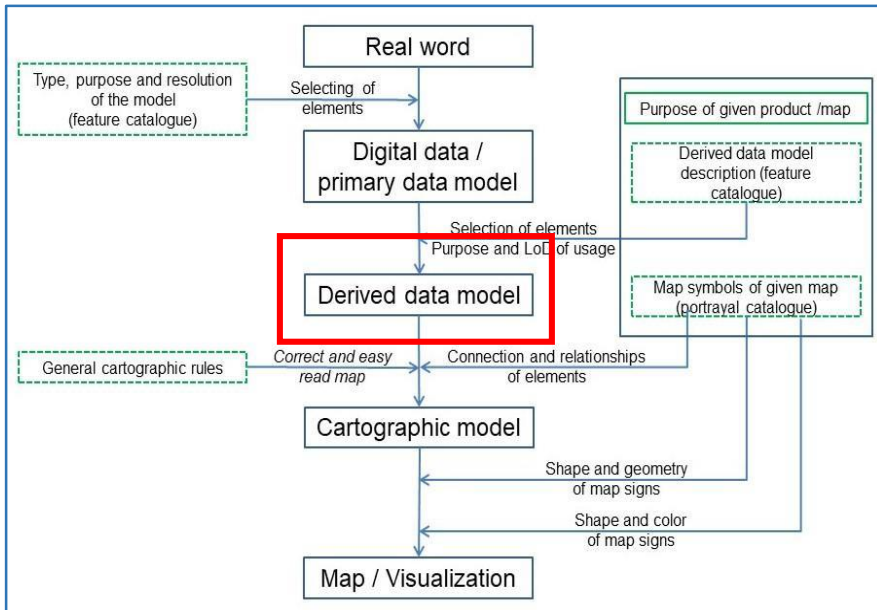 Real word
Type, purpose and resolution
of the model
(feature catalogue)
Selecting of
elements
Purpose of given product /map
Digital data /
primary data model
Derived data model
description (feature
catalogue)
Selection of elements
Purpose and LoD of usage
Derived data model
Map symbols of given map
(portrayal catalogue)
General cartographic rules
Correct and easy
read map
Connection and relationships
of elements
Cartographic model
Shape and geometry
of map signs
Shape and color
of map signs
Map / Visualization